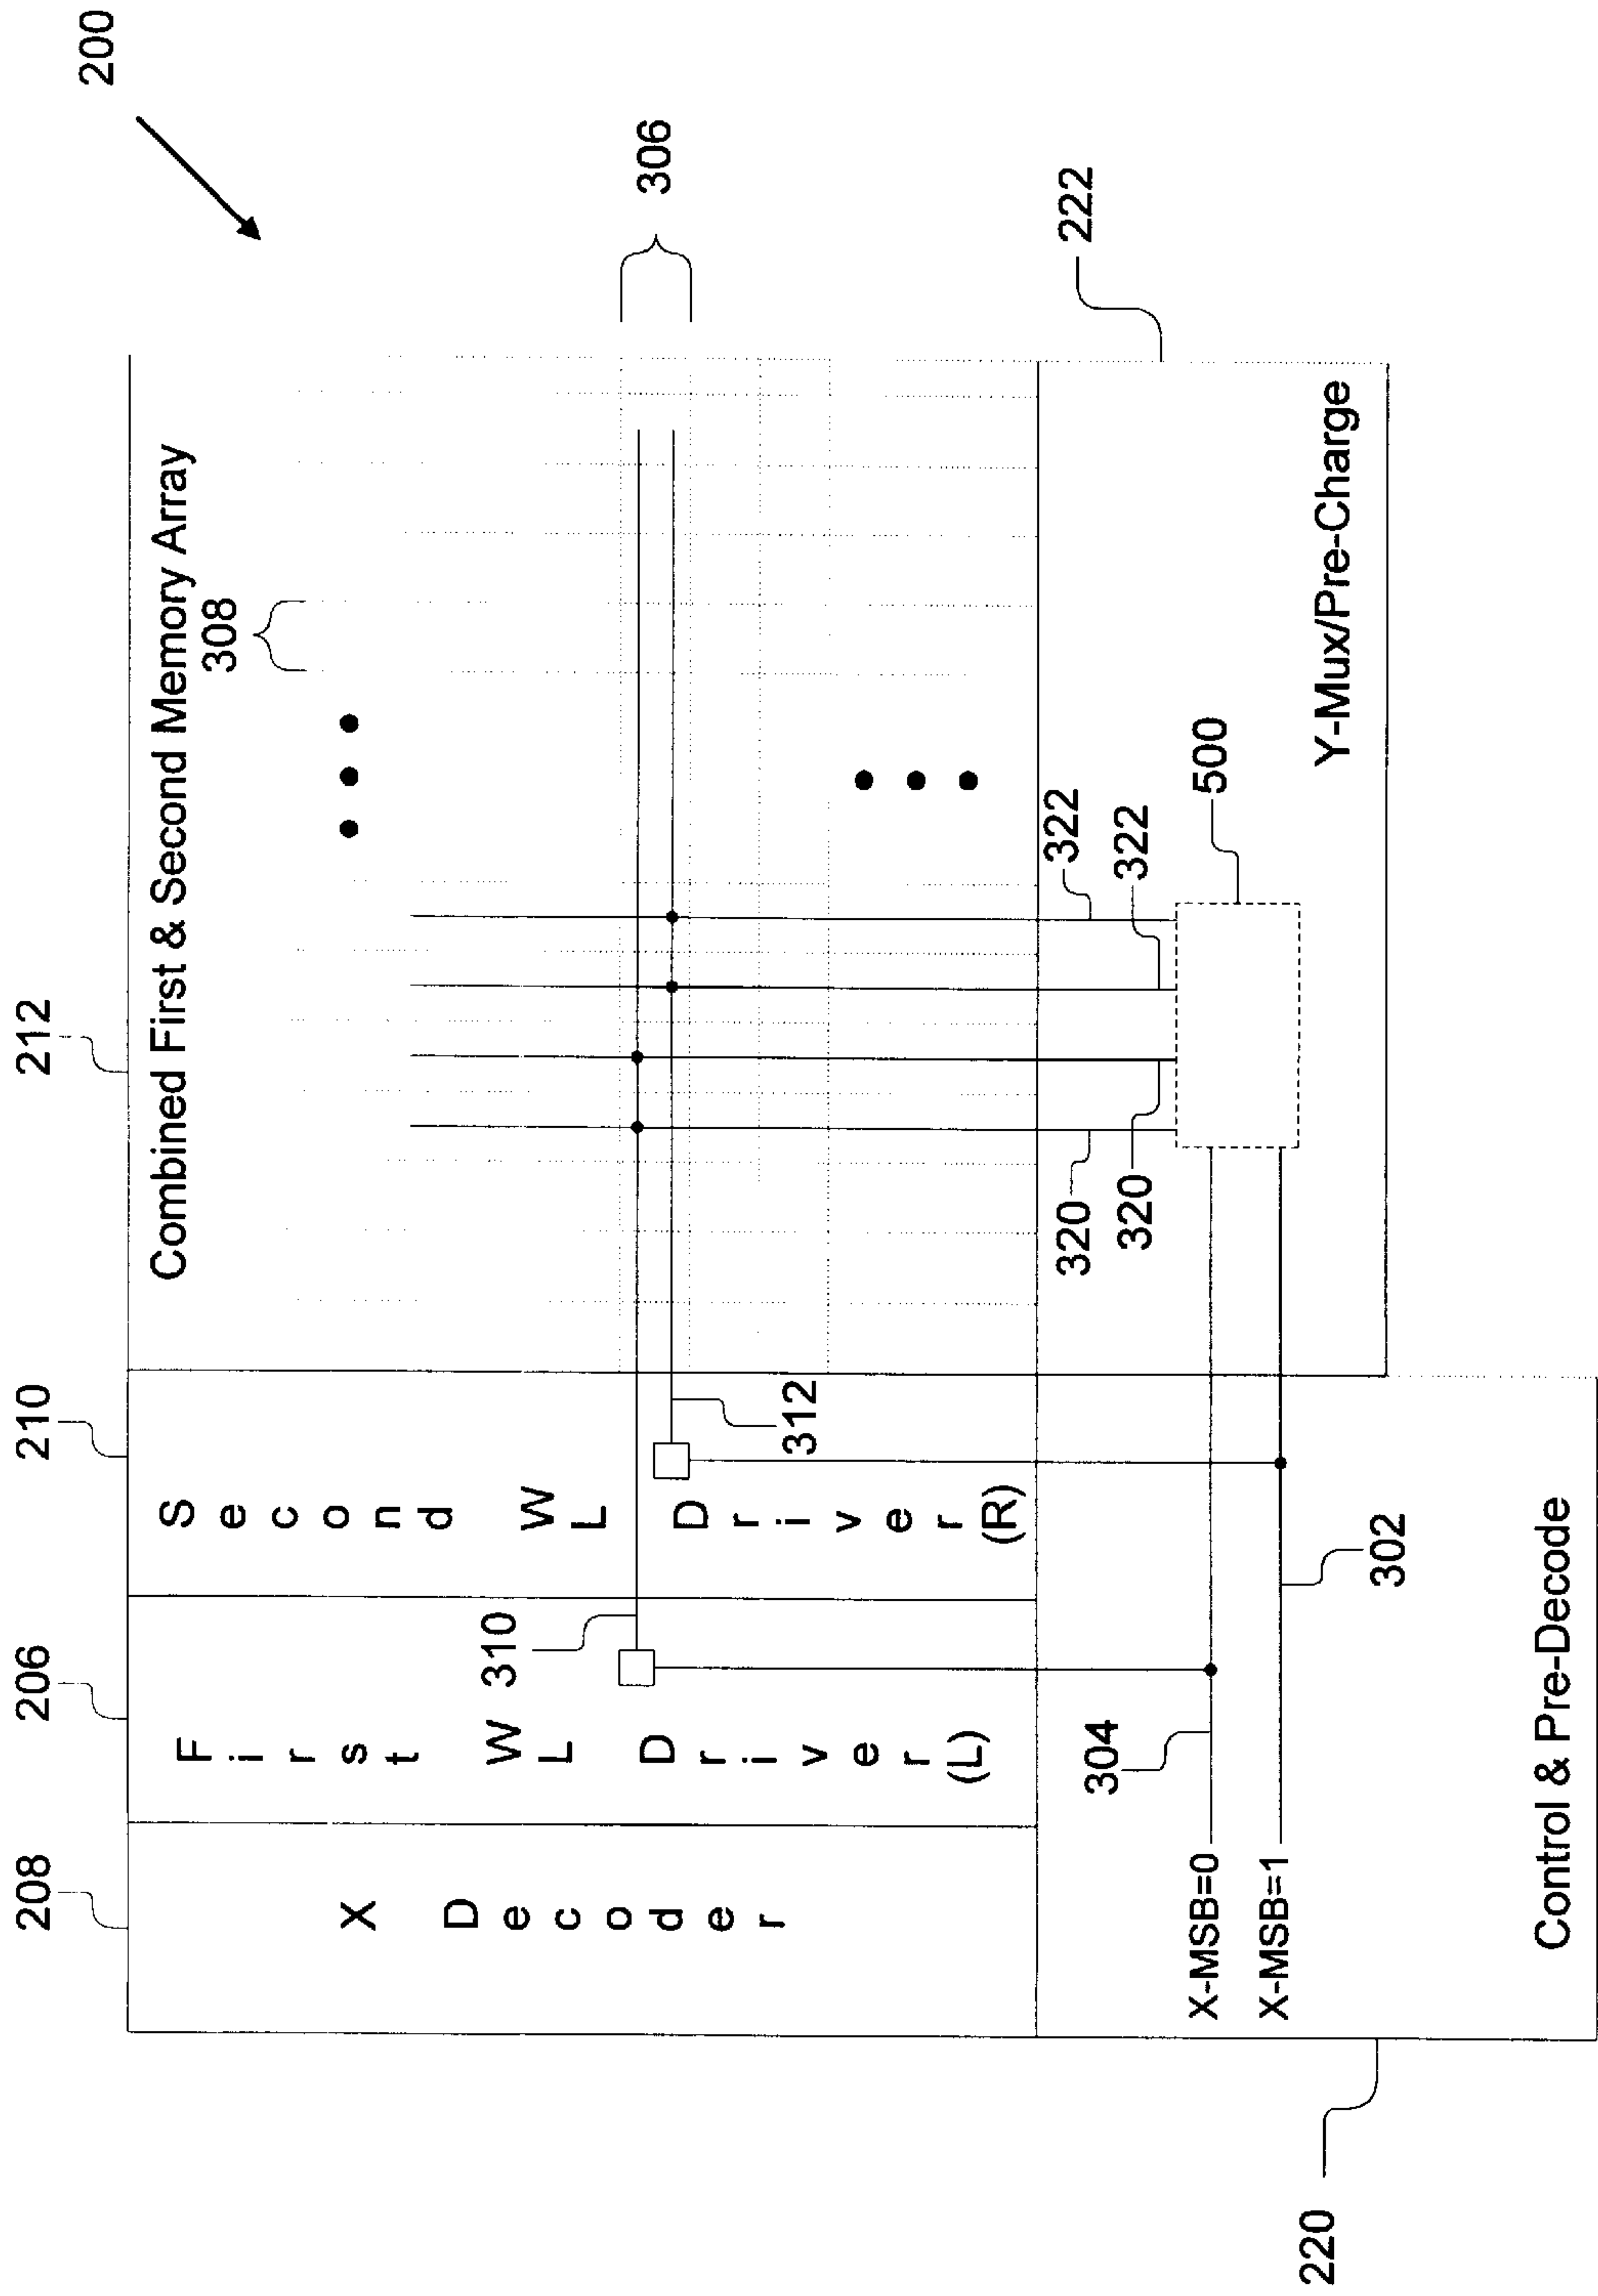 200
208
206
210
212
Combined First & Second Memory Array
308
306
X Decoder
First WL Driver (L)
Second WL Driver (R)
310
312
222
304
320
320
322
322
500
X-MSB=0
X-MSB=1
302
Y-Mux/Pre-Charge
Control & Pre-Decode
220